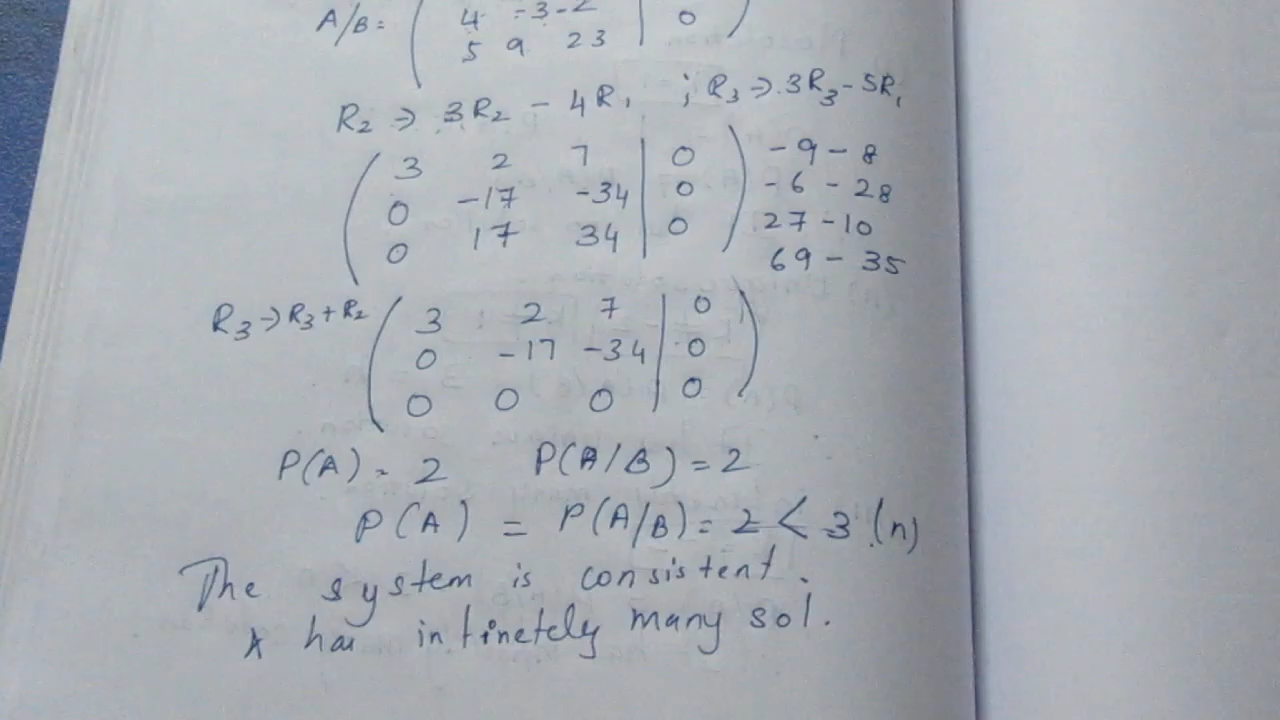 A/B = ( 4 -3 -2 | 0 )
5 9 23
R2 → 3R2 - 4R1 ; R3 → 3R3 - 5R1
( 3 2 7 | 0 ) -9 - 8
0 -17 -34 | 0 -6 - 28
0 17 34 | 0 27 - 10
69 - 35
R3 → R3 + R2 ( 3 2 7 | 0 )
0 -17 -34 | 0
0 0 0 | 0
P(A) = 2 P(A/B) = 2
P(A) = P(A/B) = 2 < 3 (n)
The system is consistent.
& has infinetely many sol.